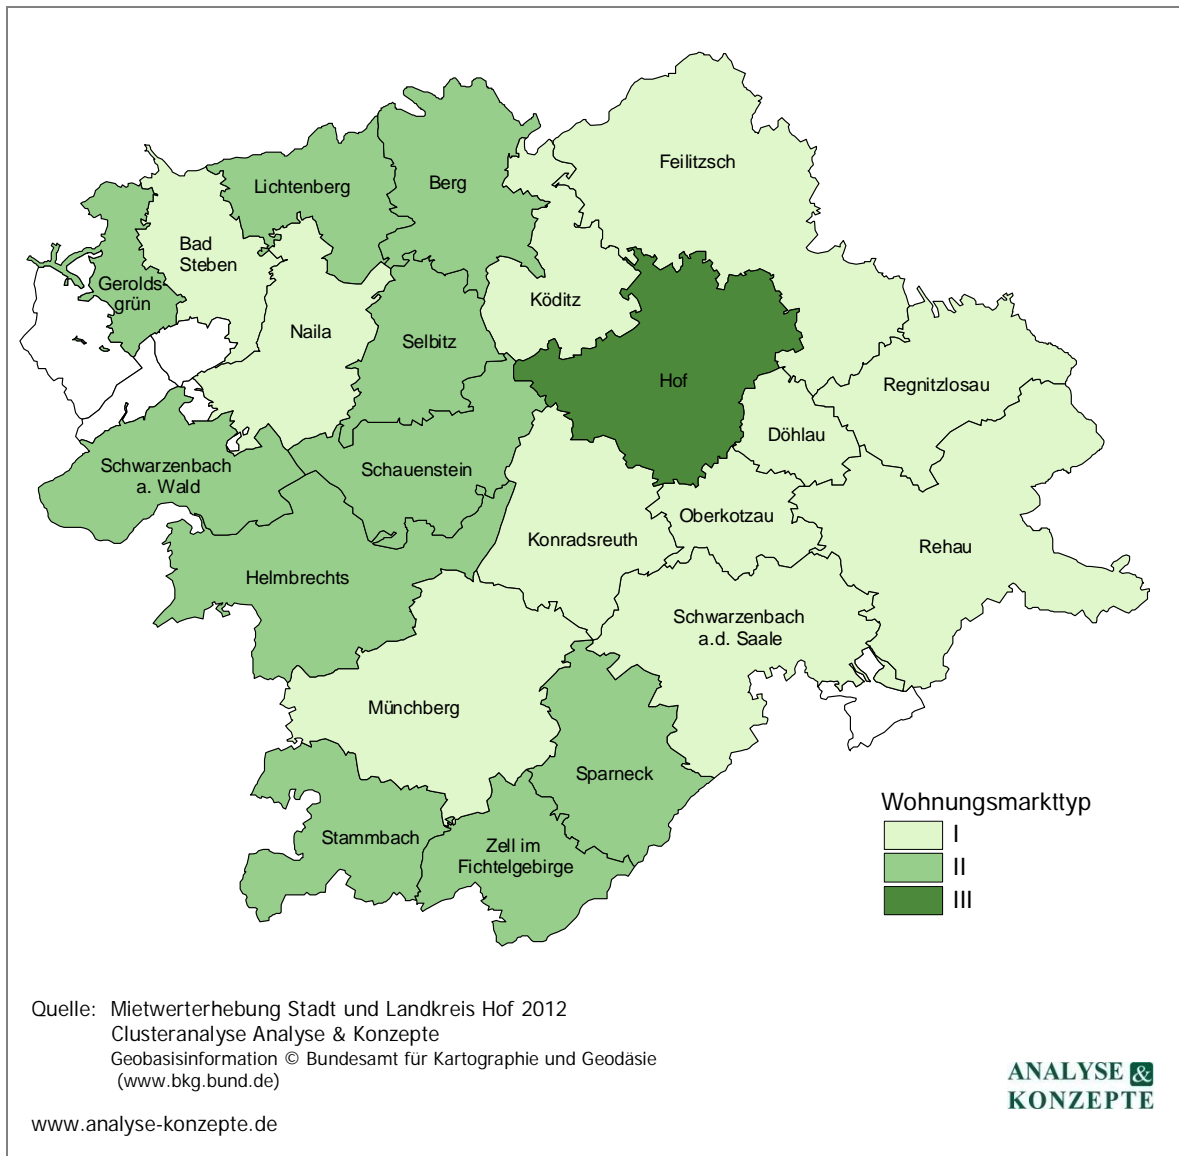 Feilitzsch
Lichtenberg
Berg
Bad
Steben
Gerolds-
grün
Köditz
Naila
Selbitz
Hof
Regnitzlosau
Döhlau
Schwarzenbach
a. Wald
Schauenstein
Oberkotzau
Konradsreuth
Rehau
Helmbrechts
Schwarzenbach
a.d. Saale
Münchberg
Sparneck
Stammbach
Zell im
Fichtelgebirge
Wohnungsmarkttyp
I
II
III
Quelle: Mietwerterhebung Stadt und Landkreis Hof 2012
Clusteranalyse Analyse & Konzepte
Geobasisinformation © Bundesamt für Kartographie und Geodäsie
(www.bkg.bund.de)
www.analyse-konzepte.de
ANALYSE &
KONZEPTE